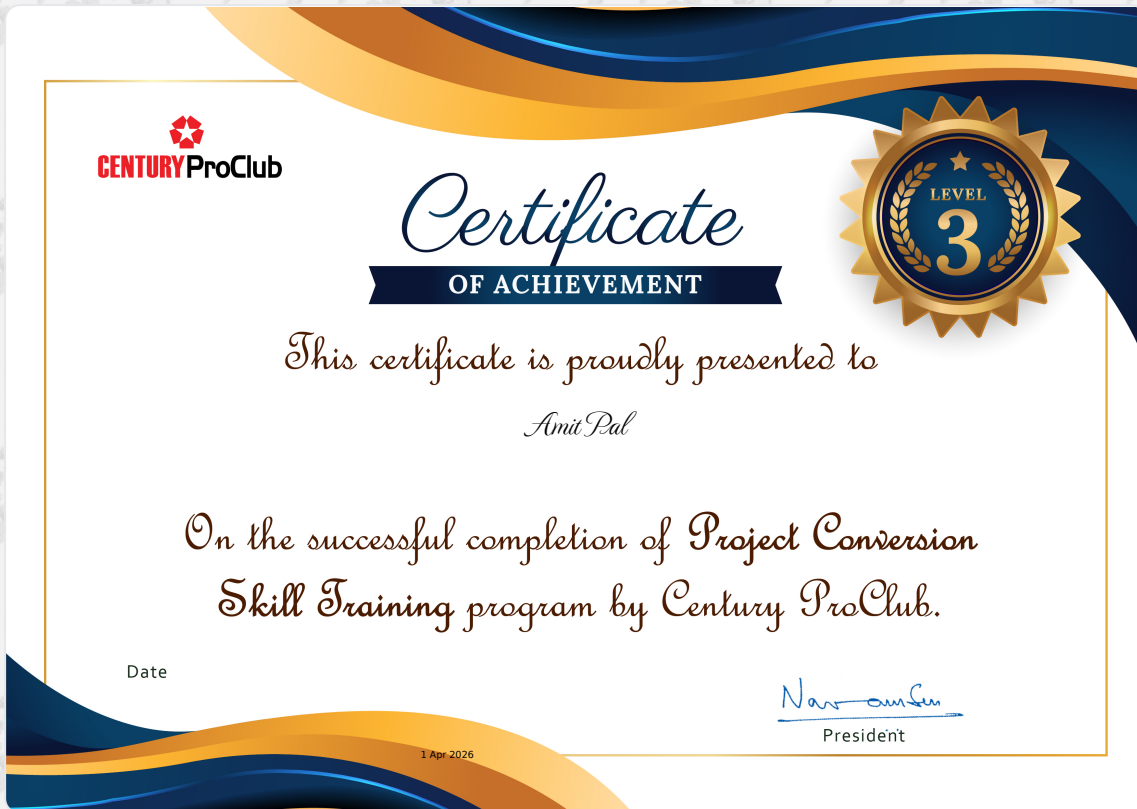 CENTURY ProClub
LEVEL
3
Certificate
OF ACHIEVEMENT
This certificate is proudly presented to
Amit Pal
On the successful completion of Project Conversion
Skill Training program by Century ProClub.
Date
President
1 Apr 2026